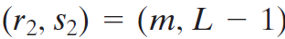 (r₂, s₂) = (m, L − 1)